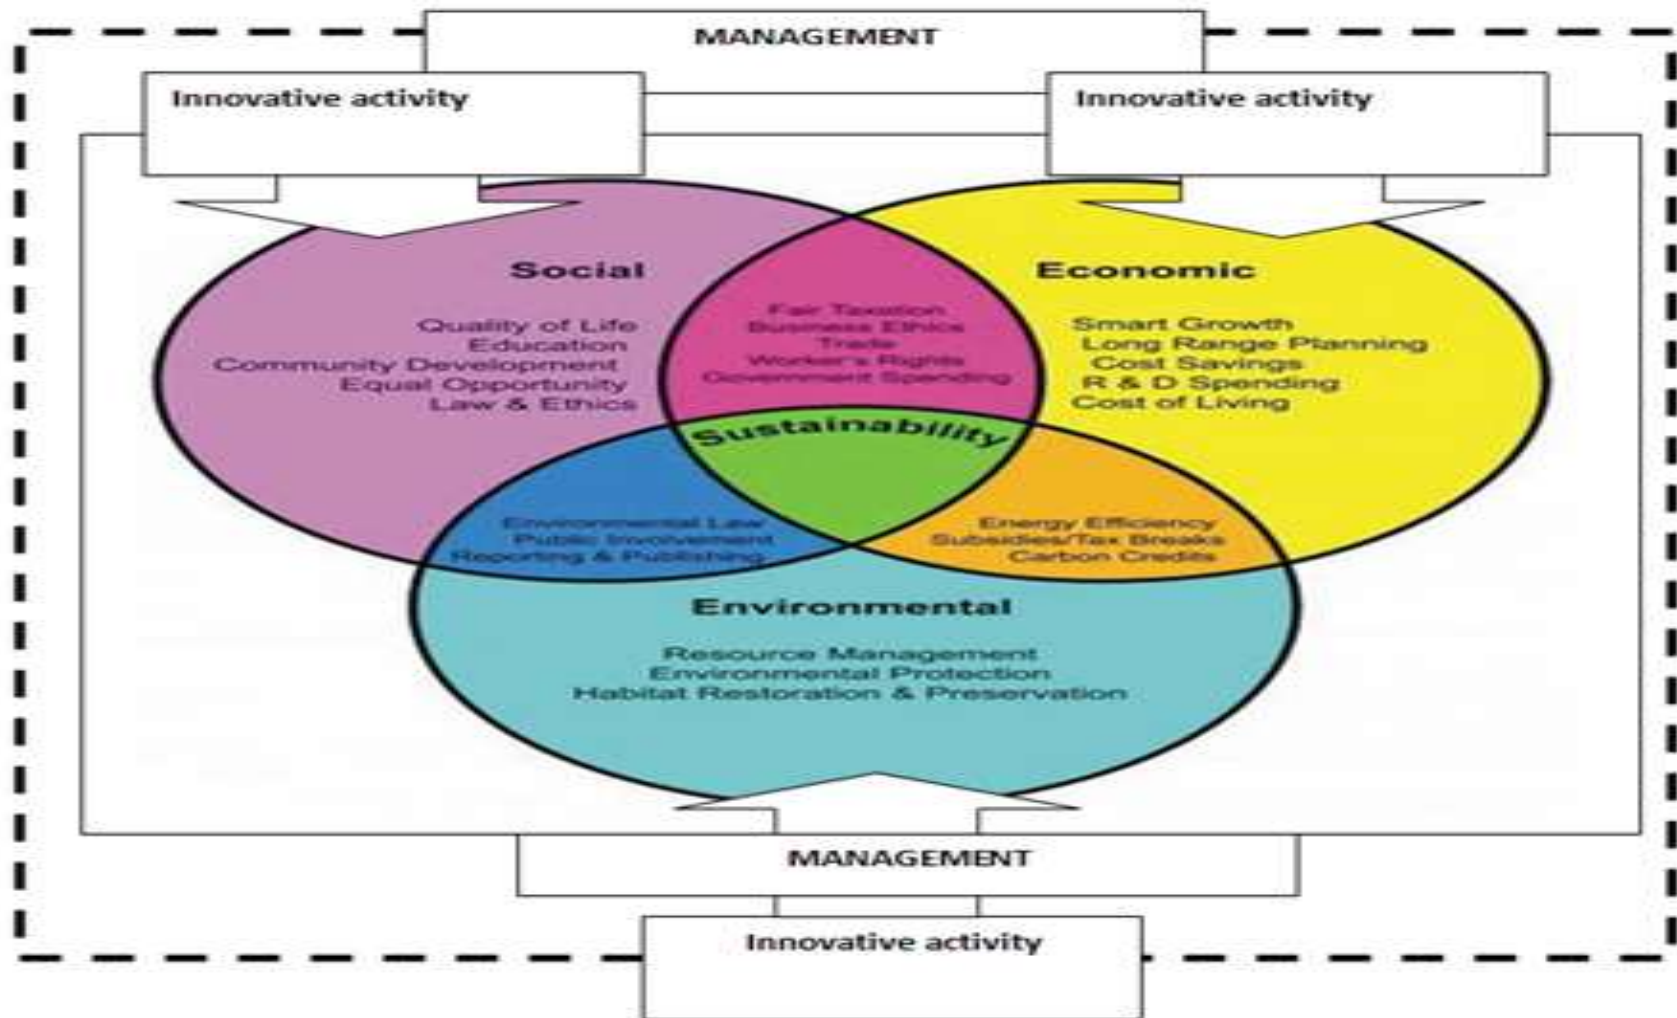 MANAGEMENT
Innovative activity
Innovative activity
Social
Quality of Life
Education
Community Development
Equal Opportunity
Law & Ethics
Fair Taxation
Business Ethics
Trade
Worker's Rights
Government Spending
Economic
Smart Growth
Long Range Planning
Cost Savings
R & D Spending
Cost of Living
Sustainability
Environmental Law
Public Involvement
Reporting & Publishing
Energy Efficiency
Subsidies/Tax Breaks
Carbon Credits
Environmental
Resource Management
Environmental Protection
Habitat Restoration & Preservation
MANAGEMENT
Innovative activity